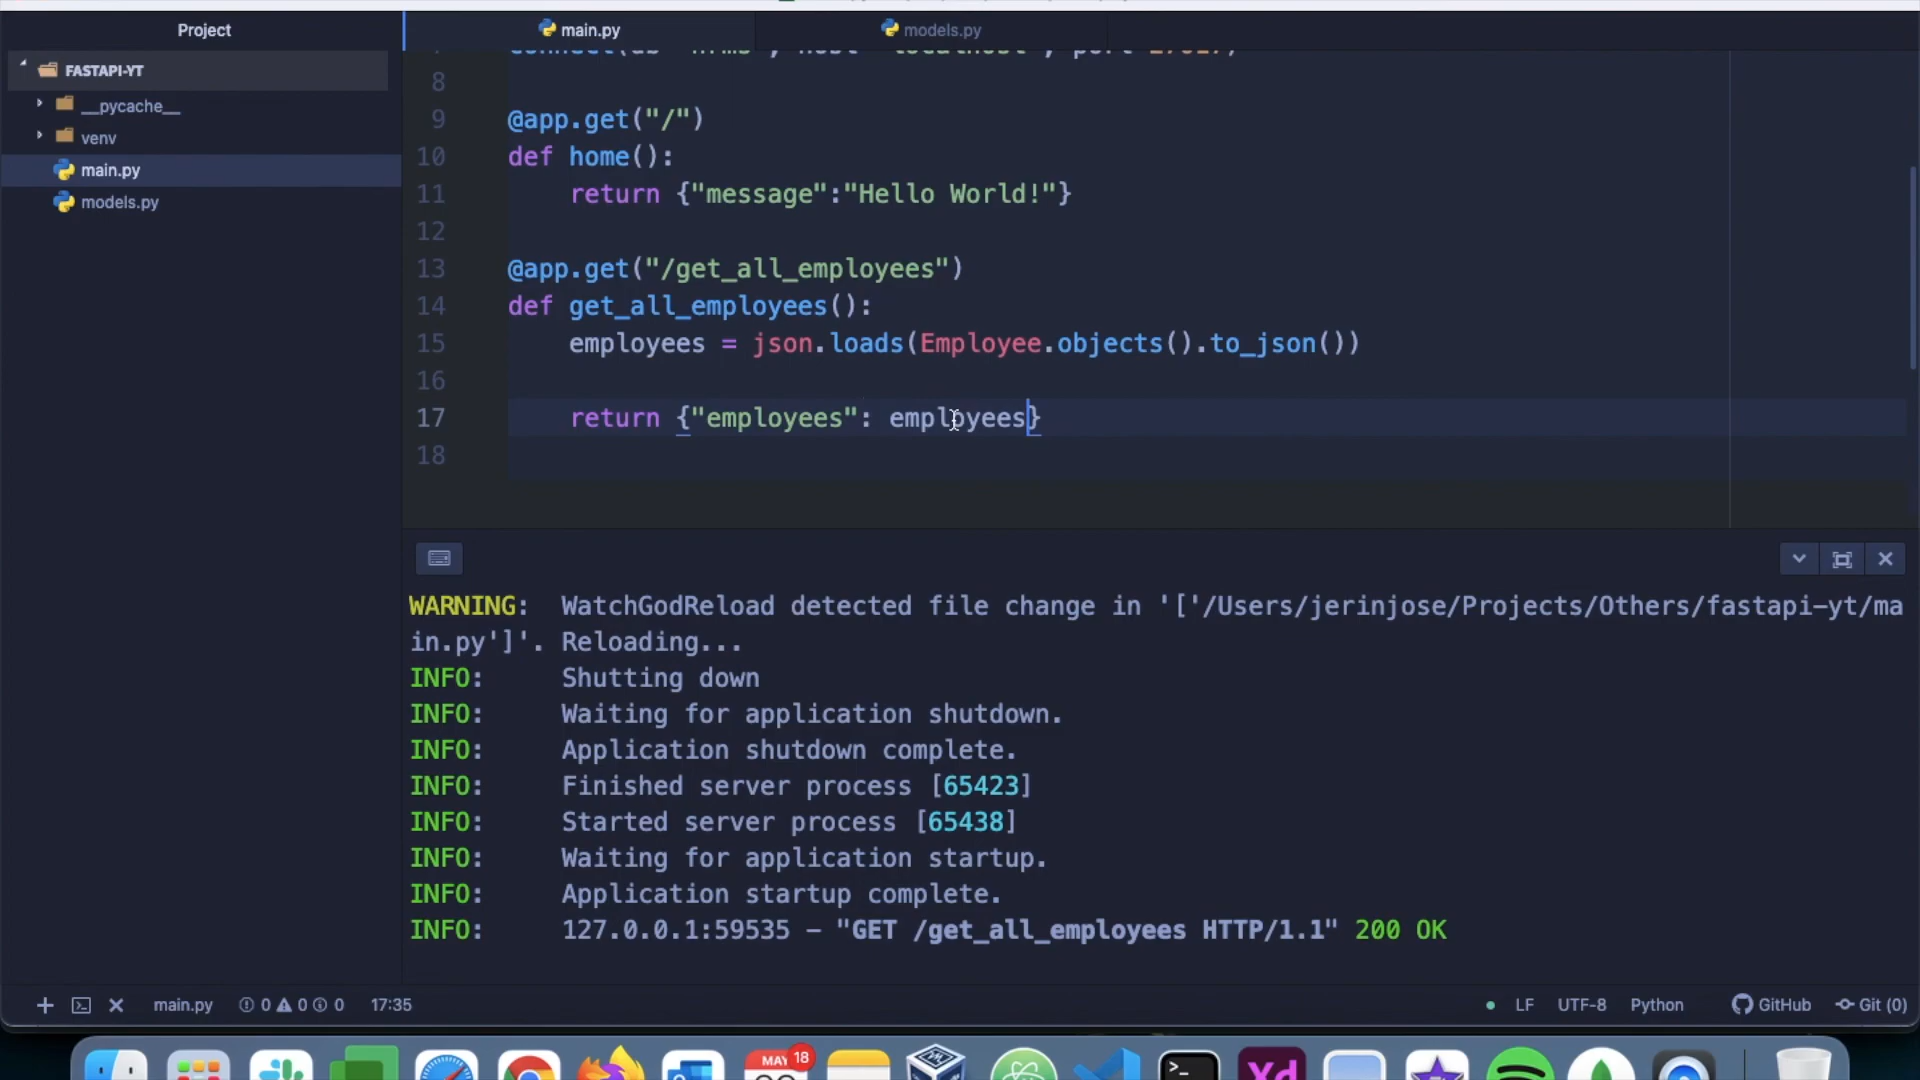 Project
main.py
models.py
FASTAPI-YT
__pycache__
venv
main.py
models.py
8
9 @app.get("/")
10 def home():
11 return {"message":"Hello World!"}
12
13 @app.get("/get_all_employees")
14 def get_all_employees():
15 employees = json.loads(Employee.objects().to_json())
16
17 return {"employees": employees}
18
WARNING: WatchGodReload detected file change in '['/Users/jerinjose/Projects/Others/fastapi-yt/ma
in.py']'. Reloading...
INFO: Shutting down
INFO: Waiting for application shutdown.
INFO: Application shutdown complete.
INFO: Finished server process [65423]
INFO: Started server process [65438]
INFO: Waiting for application startup.
INFO: Application startup complete.
INFO: 127.0.0.1:59535 – "GET /get_all_employees HTTP/1.1" 200 OK
main.py 0 0 0 17:35 LF UTF-8 Python GitHub Git (0)
MAY 18
Xd